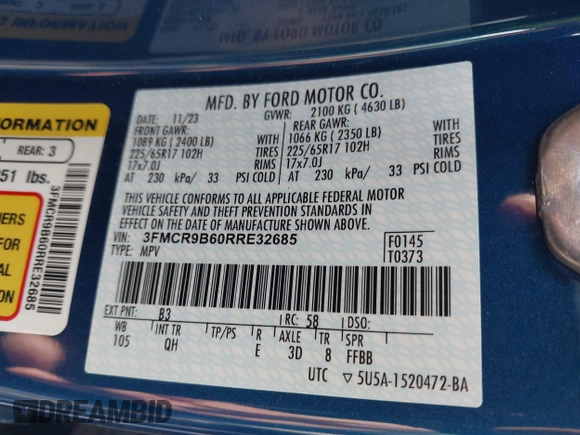 MFD. BY FORD MOTOR CO.
DATE: 11/23 GVWR: 2100 KG (4630 LB)
FRONT GAWR: REAR GAWR:
1089 KG (2400 LB) WITH 1066 KG (2350 LB) WITH
225/65R17 102H TIRES 225/65R17 102H TIRES
17x7.0J RIMS 17x7.0J RIMS
AT 230 kPa/ 33 PSI COLD AT 230 kPa/ 33 PSI COLD
THIS VEHICLE CONFORMS TO ALL APPLICABLE FEDERAL MOTOR
VEHICLE SAFETY AND THEFT PREVENTION STANDARDS IN
EFFECT ON THE DATE OF MANUFACTURE SHOWN ABOVE.
VIN: 3FMCR9B60RRE32685 F0145
TYPE: MPV T0373
EXT PNT: B3 RC: 58 DSO:
WB INT TR TP/PS R AXLE TR SPR
105 QH E 3D 8 FFBB
UTC ▽5U5A-1520472-BA
ORMATION
REAR: 3
251 lbs.
3FMCR9B60RRE32685
FOR
AL
ON
DREAMBID